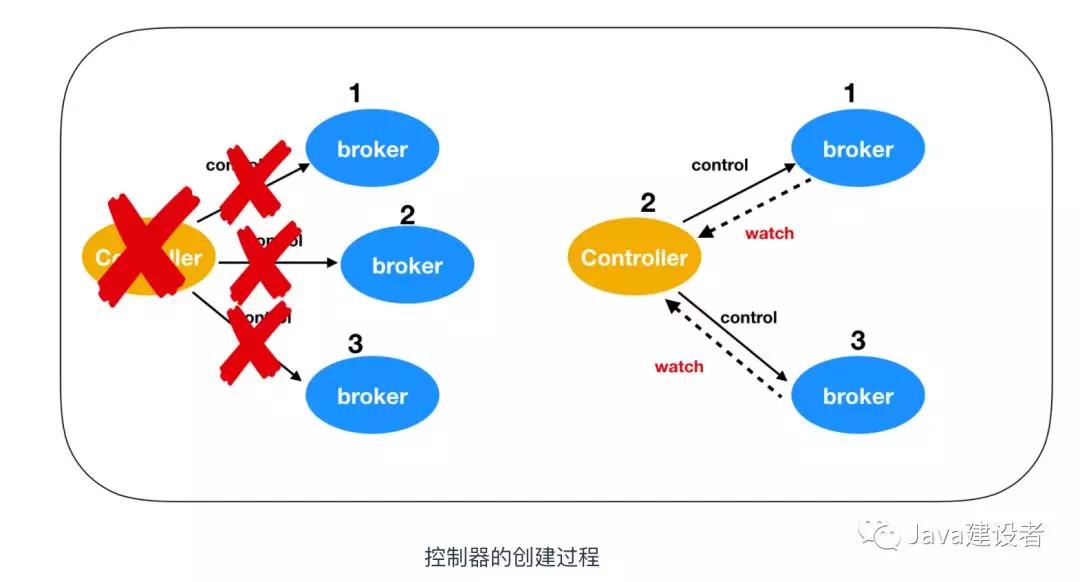 1
broker
control
2
broker
control
Controller
3
broker
control
1
broker
control
watch
2
Controller
control
watch
3
broker
Java建设者
控制器的创建过程